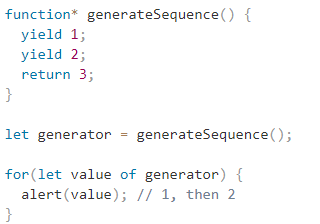 function* generateSequence() {
  yield 1;
  yield 2;
  return 3;
}
let generator = generateSequence();
for(let value of generator) {
  alert(value); // 1, then 2
}